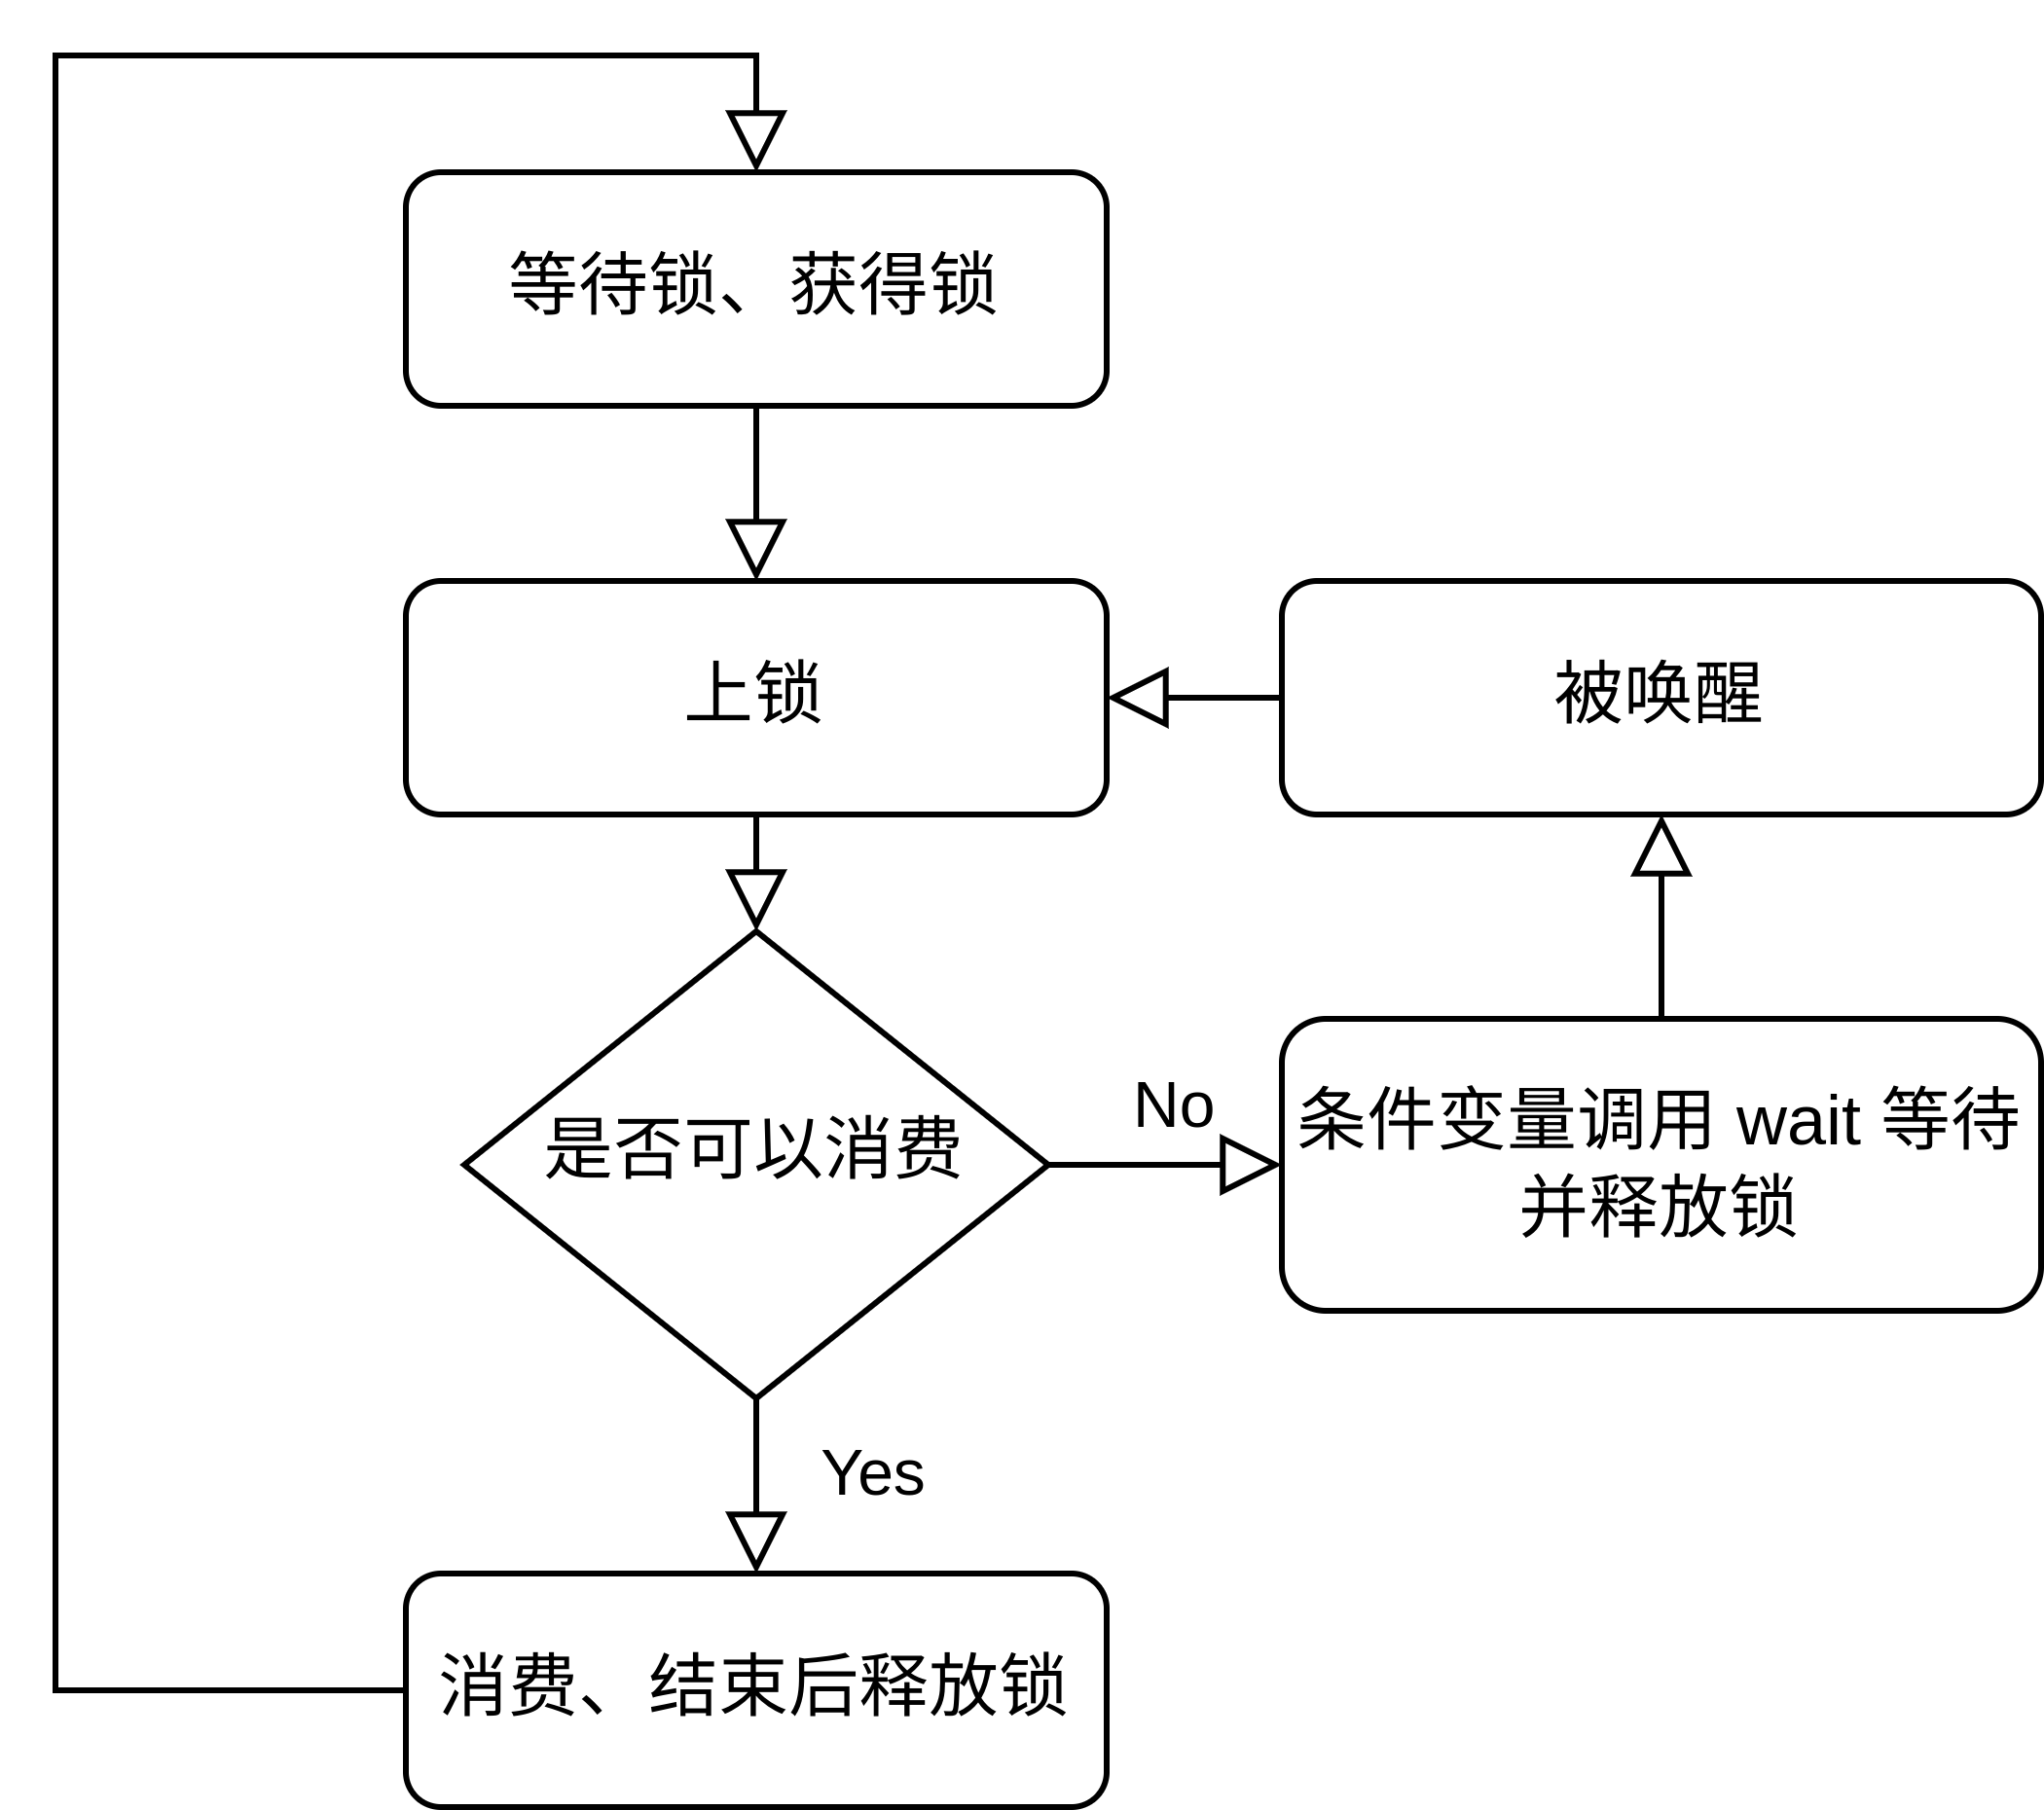 等待锁、获得锁
上锁
被唤醒
是否可以消费
No
条件变量调用 wait 等待
并释放锁
Yes
消费、结束后释放锁